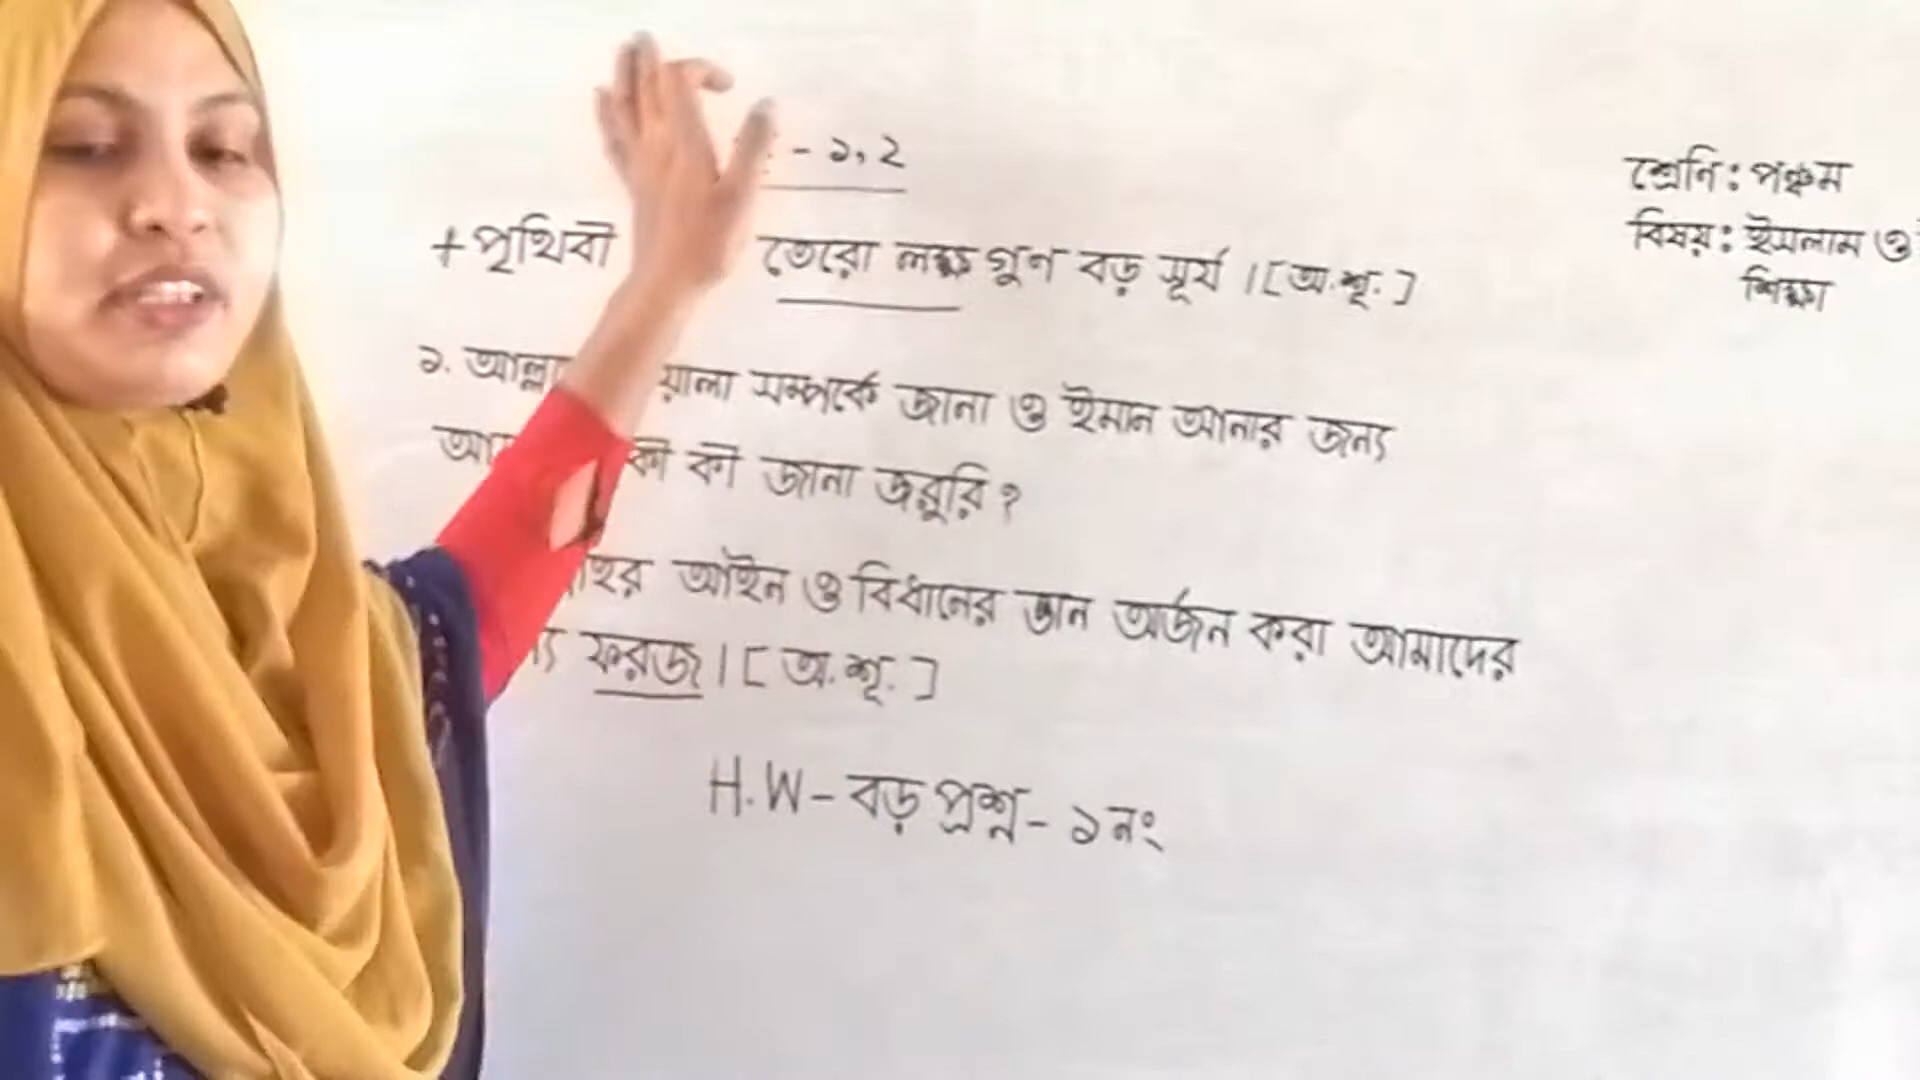 - ১, ২
+ পৃথিবী তেরো লক্ষ গুণ বড় সূর্য। [অ.শূ.]
১. সম্পর্কে জানা ও ইমান আনার জন্য
কী কী জানা জরুরি?
আইন ও বিধানের জ্ঞান অর্জন করা আমাদের
ফরজ। [অ.শূ.]
H.W - বড় প্রশ্ন - ১নং
শ্রেণি: পঞ্চম
বিষয়: ইসলাম ও
শিক্ষা